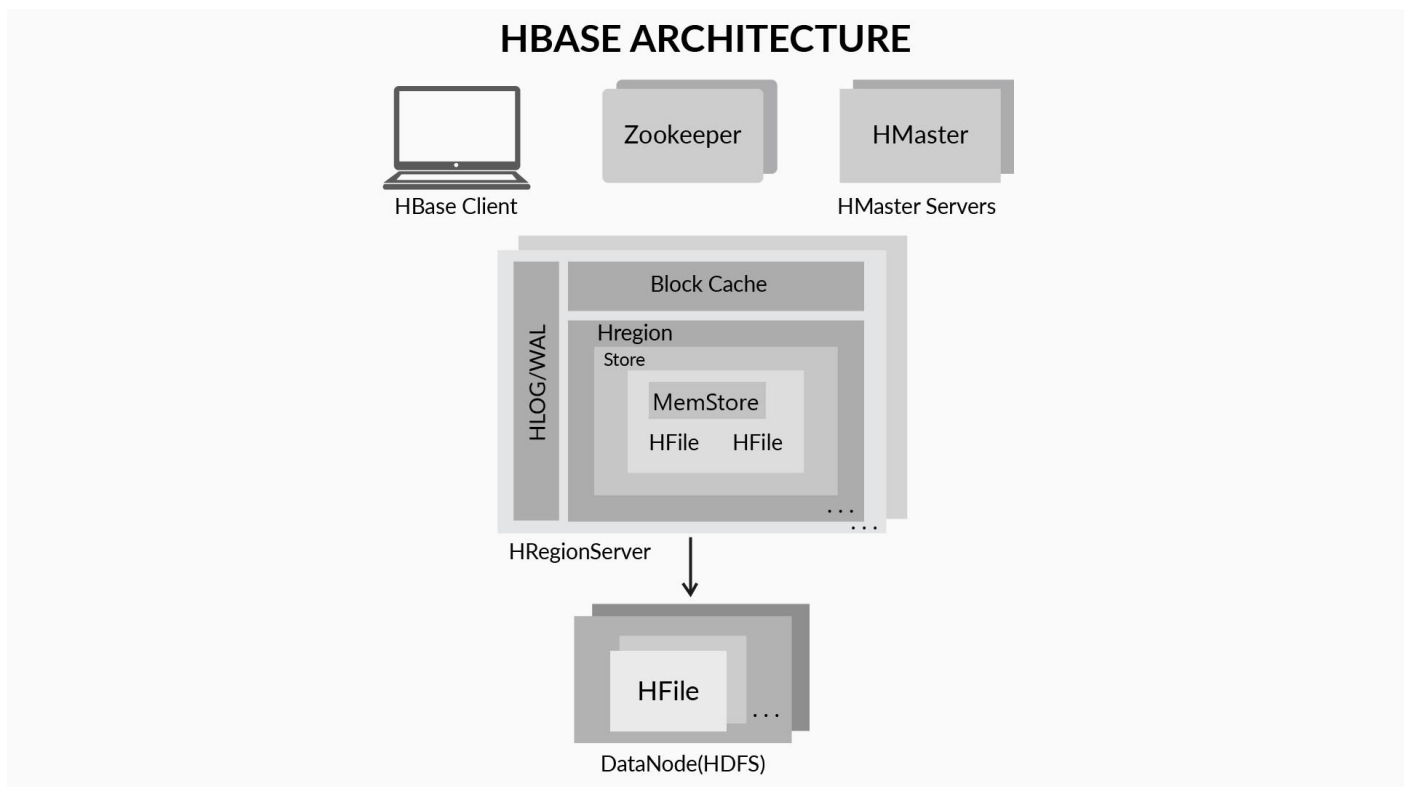 HBASE ARCHITECTURE
Zookeeper
HMaster
HBase Client
HMaster Servers
Block Cache
HLOG/WAL
Hregion
Store
MemStore
HFile HFile
. . .
. . .
HRegionServer
HFile
. . .
DataNode(HDFS)